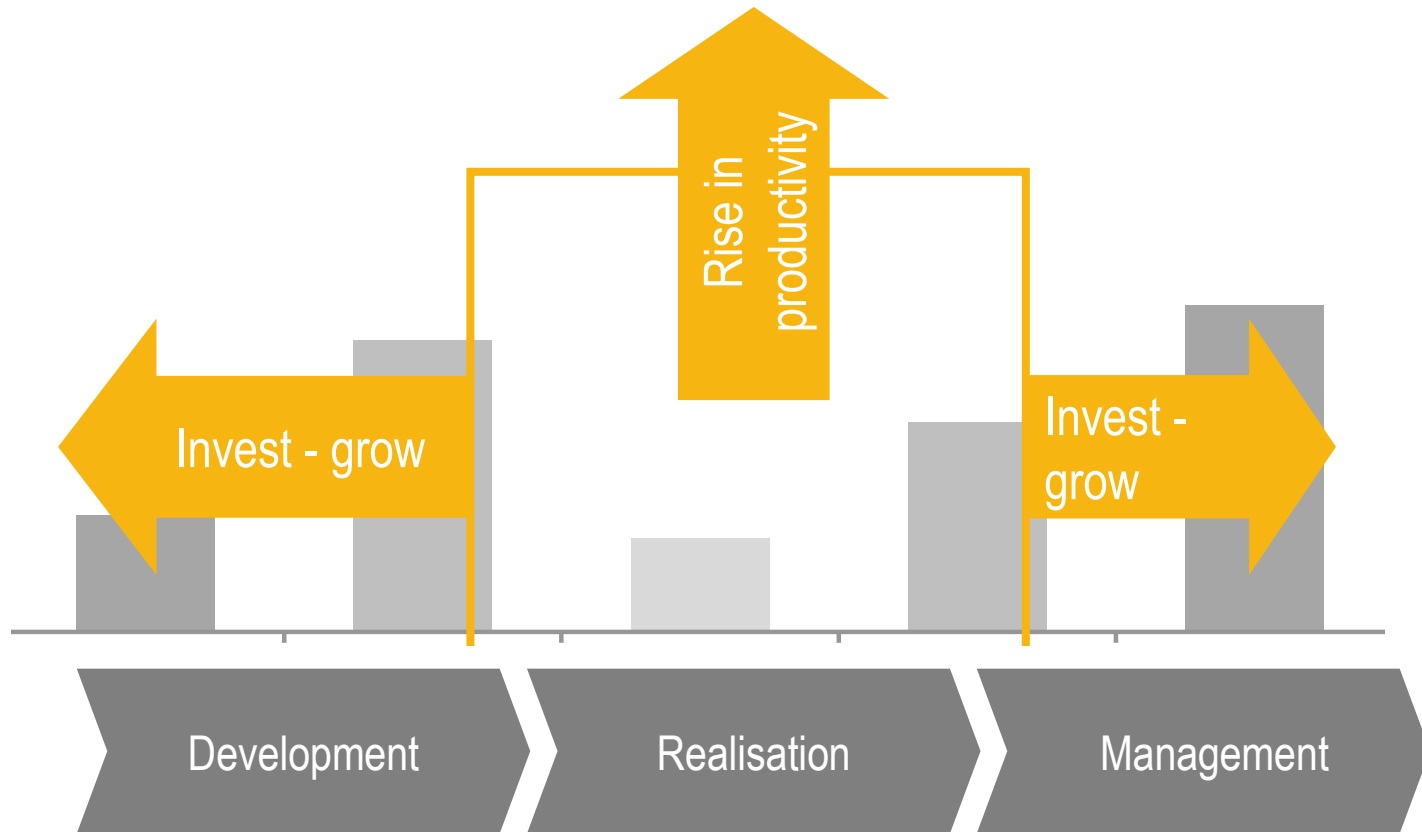 Rise in
productivity
Invest - grow
Invest -
grow
Development
Realisation
Management